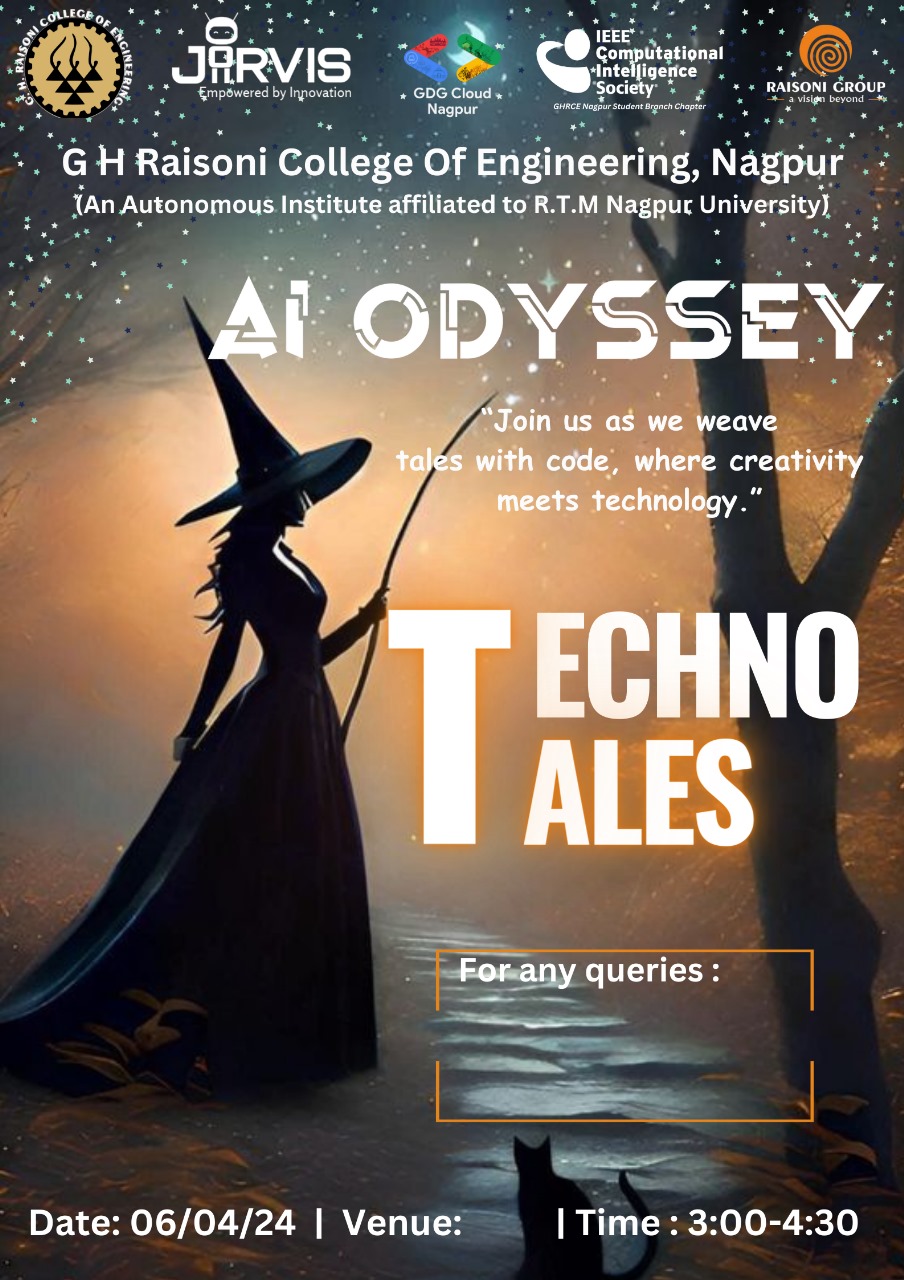 G H RAISONI COLLEGE OF ENGINEERING
JARVIS
Empowered by Innovation
GDG Cloud
Nagpur
IEEE
Computational
Intelligence
Society
GHRCE Nagpur Student Branch Chapter
RAISONI GROUP
a vision beyond
G H Raisoni College Of Engineering, Nagpur
(An Autonomous Institute affiliated to R.T.M Nagpur University)
AI ODYSSEY
“Join us as we weave
tales with code, where creativity
meets technology.”
TECHNO
TALES
For any queries :
Date: 06/04/24 | Venue: | Time : 3:00-4:30